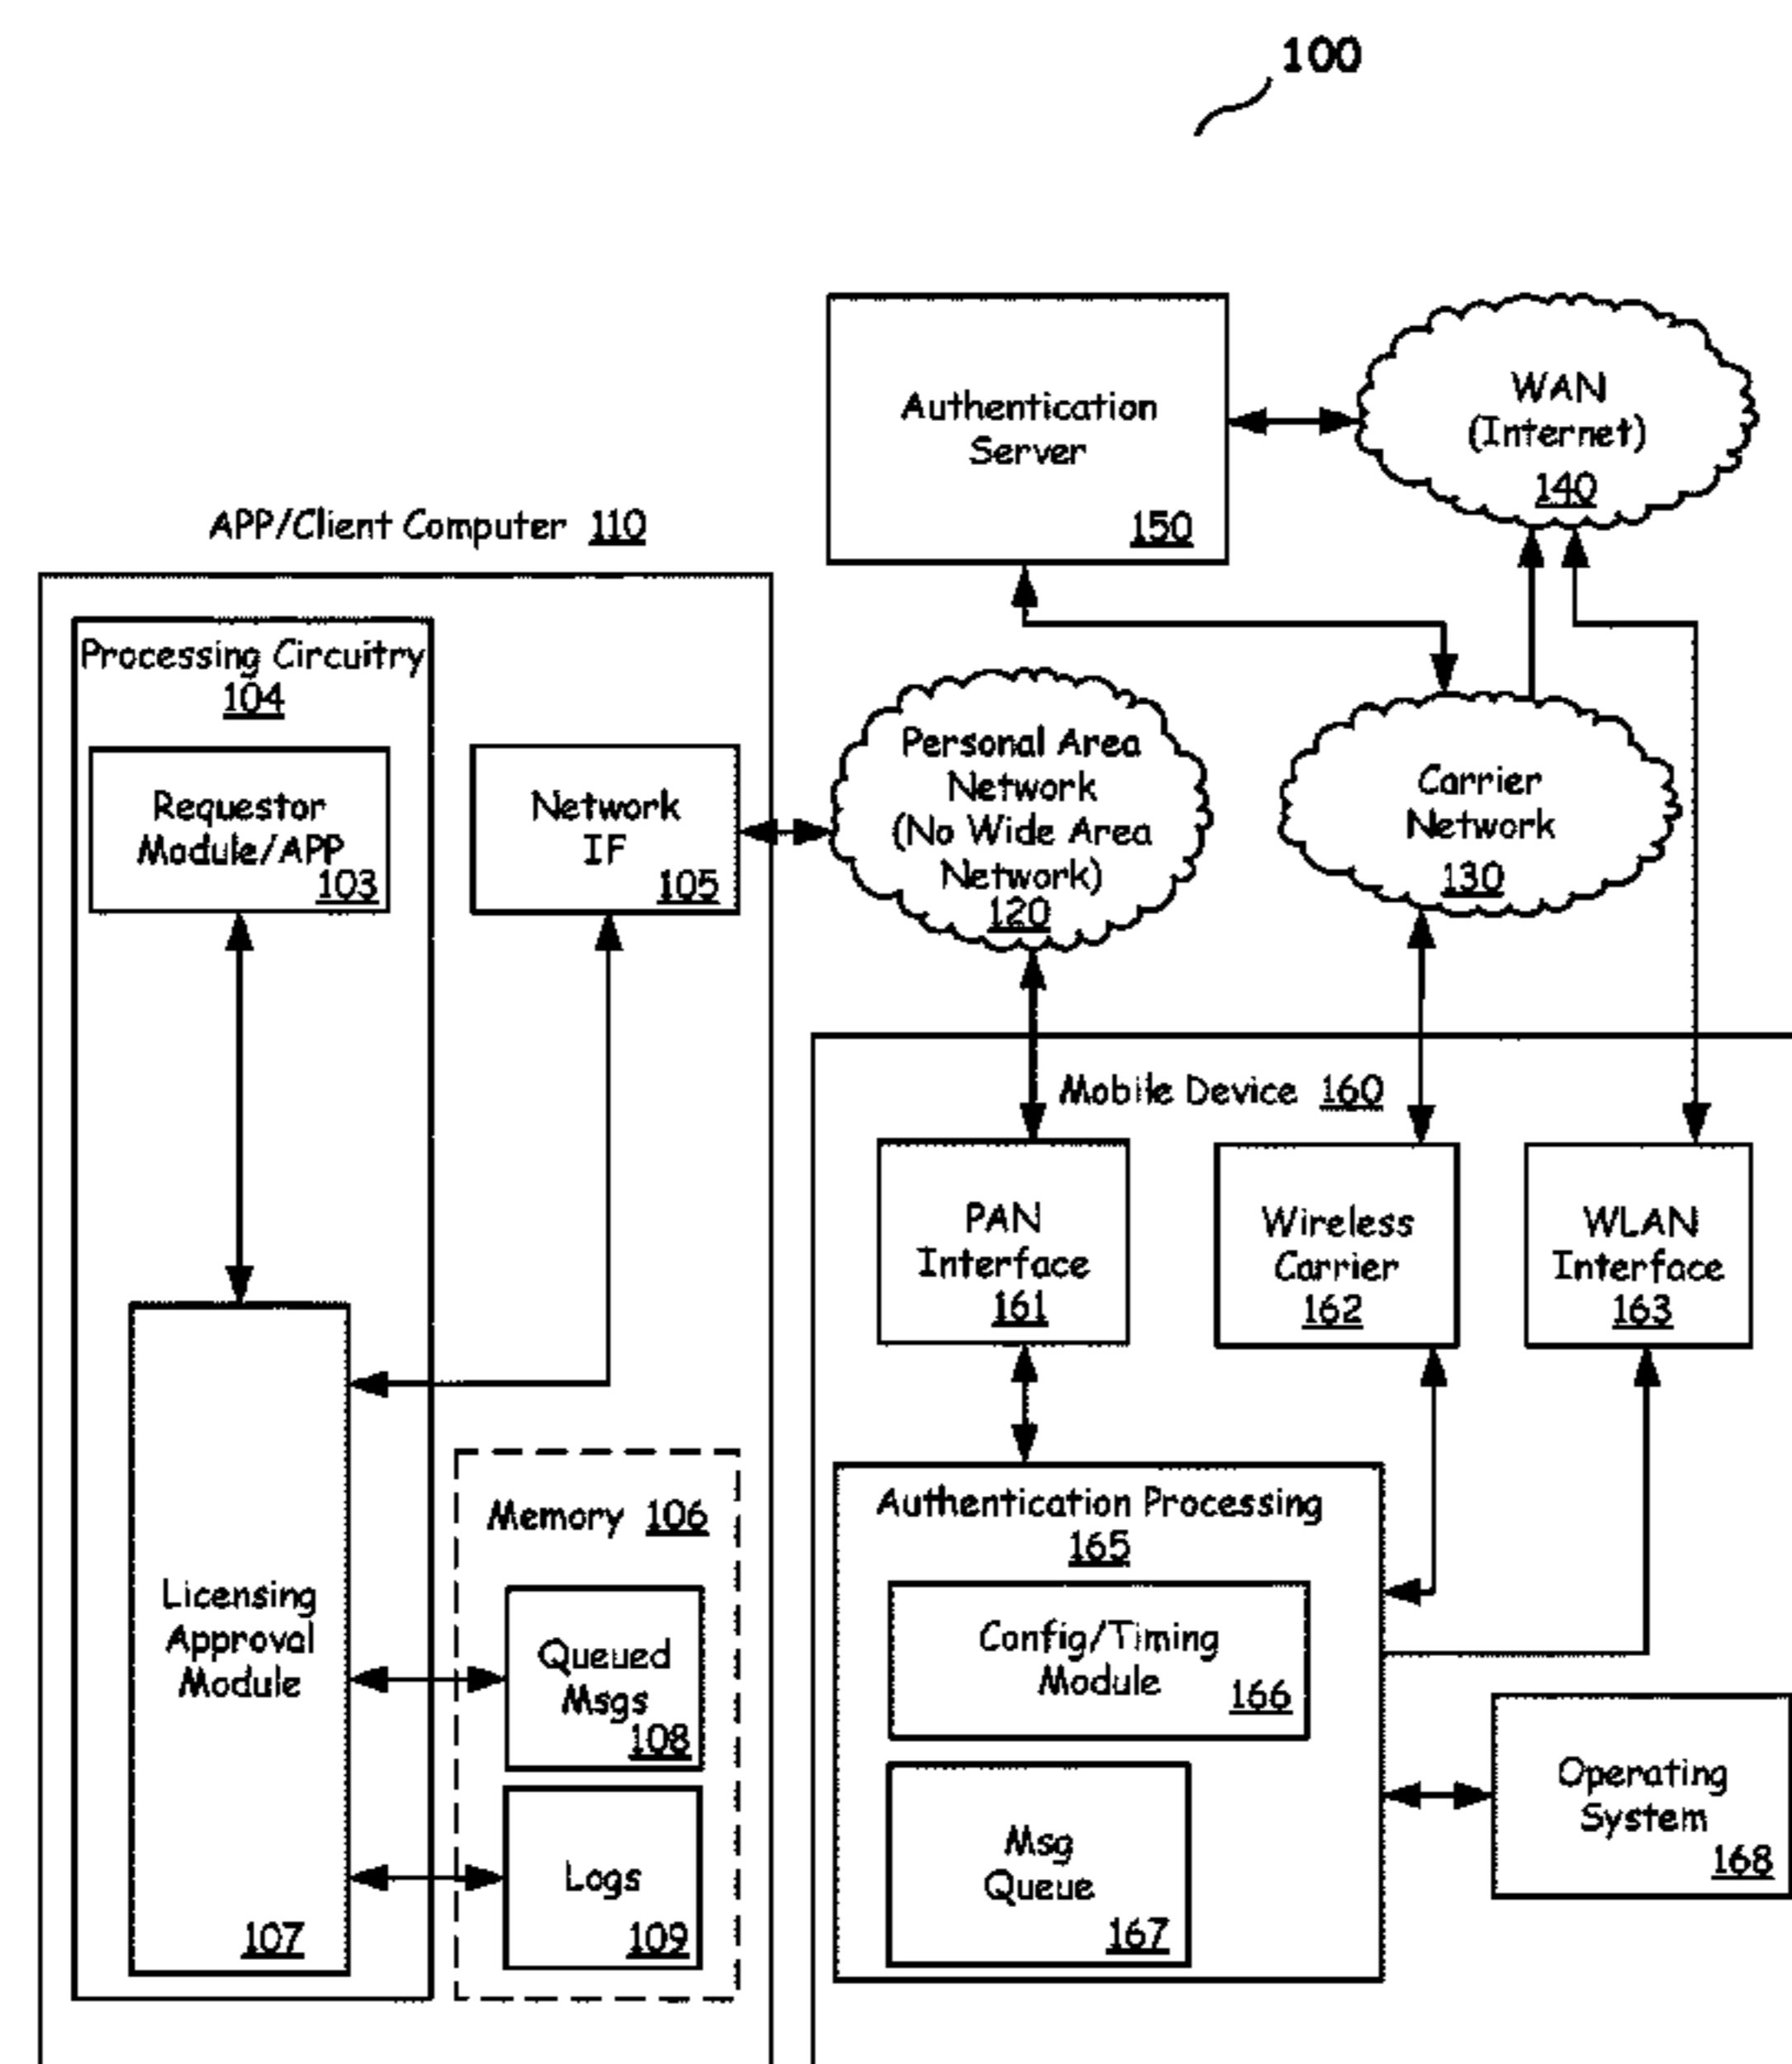 100
Authentication
Server
150
WAN
(Internet)
140
APP/Client Computer 110
Processing Circuitry
104
Requestor
Module/APP
103
Network
IF
105
Personal Area
Network
(No Wide Area
Network)
120
Carrier
Network
130
Mobile Device 160
PAN
Interface
161
Wireless
Carrier
162
WLAN
Interface
163
Licensing
Approval
Module
107
Memory 106
Queued
Msgs
108
Logs
109
Authentication Processing
165
Config/Timing
Module
166
Msg
Queue
167
Operating
System
168